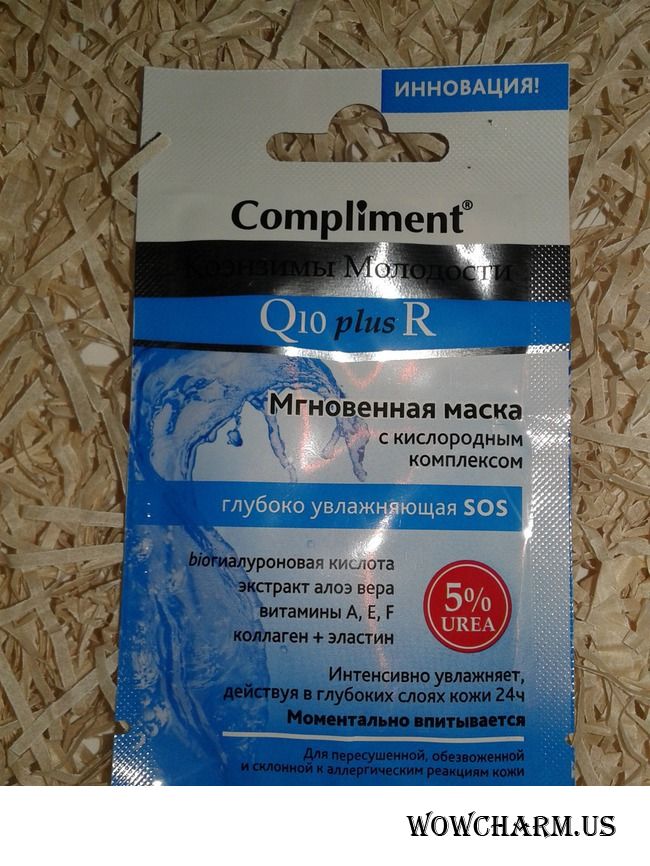 ИННОВАЦИЯ!
Compliment®
Коэнзимы Молодости
Q10 plus R
Мгновенная маска
с кислородным
комплексом
глубоко увлажняющая SOS
bioгиалуроновая кислота
экстракт алоэ вера
витамины А, Е, F
коллаген + эластин
5%
UREA
Интенсивно увлажняет,
действуя в глубоких слоях кожи 24ч
Моментально впитывается
Для пересушенной, обезвоженной
и склонной к аллергическим реакциям кожи
WOWCHARM.US